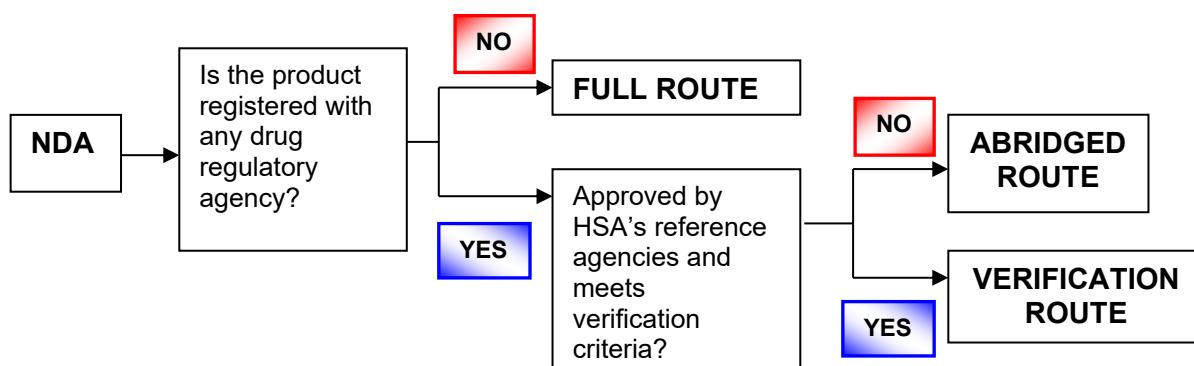 NDA
Is the product
registered with
any drug
regulatory
agency?
NO
FULL ROUTE
YES
Approved by
HSA’s reference
agencies and
meets
verification
criteria?
NO
ABRIDGED
ROUTE
YES
VERIFICATION
ROUTE